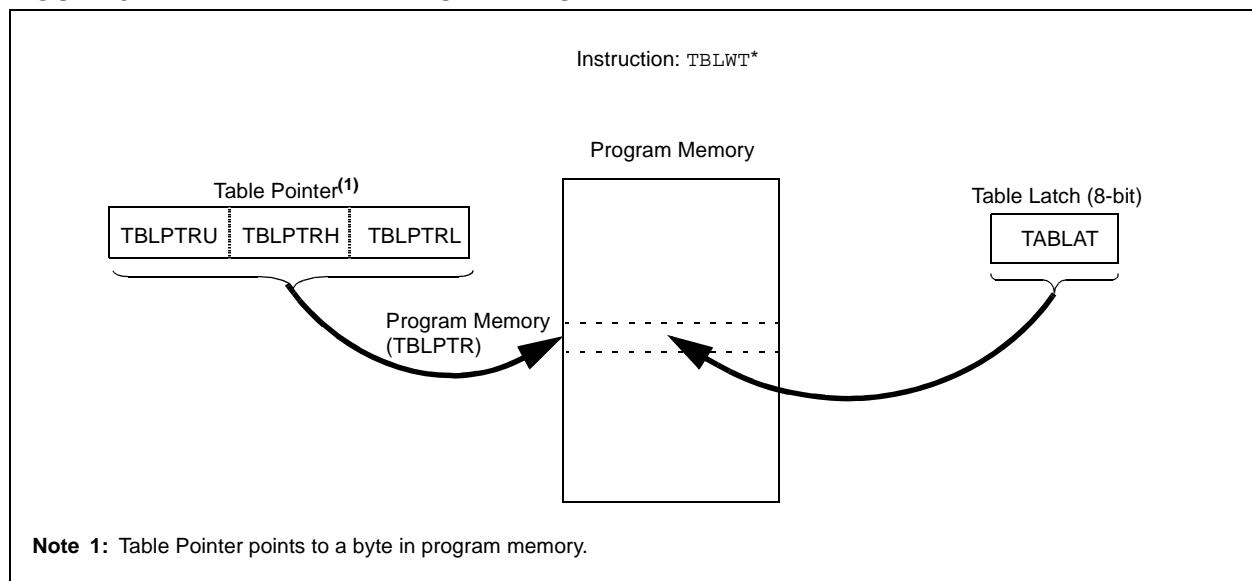 Instruction: TBLWT*
Program Memory
Table Pointer(1)
TBLPTRU TBLPTRH TBLPTRL
Table Latch (8-bit)
TABLAT
Program Memory
(TBLPTR)
Note 1: Table Pointer points to a byte in program memory.